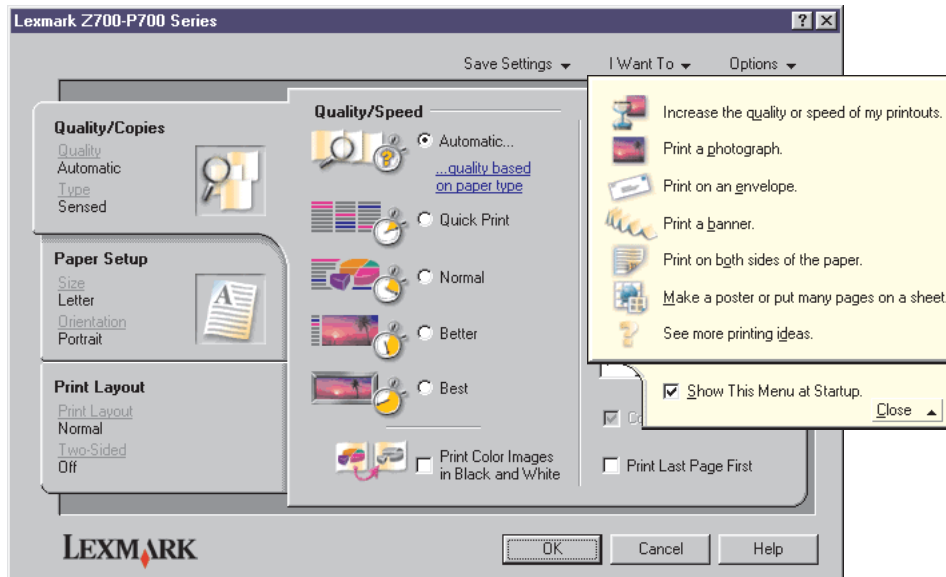 Lexmark Z700-P700 Series
Save Settings
I Want To
Options
Quality/Copies
Quality
Automatic
Type
Sensed
Paper Setup
Size
Letter
Orientation
Portrait
Print Layout
Print Layout
Normal
Two-Sided
Off
Quality/Speed
Automatic...
...quality based
on paper type
Quick Print
Normal
Better
Best
Print Color Images
in Black and White
Increase the quality or speed of my printouts.
Print a photograph.
Print on an envelope.
Print a banner.
Print on both sides of the paper.
Make a poster or put many pages on a sheet
See more printing ideas.
Show This Menu at Startup.
Close
Print Last Page First
LEXMARK
OK
Cancel
Help